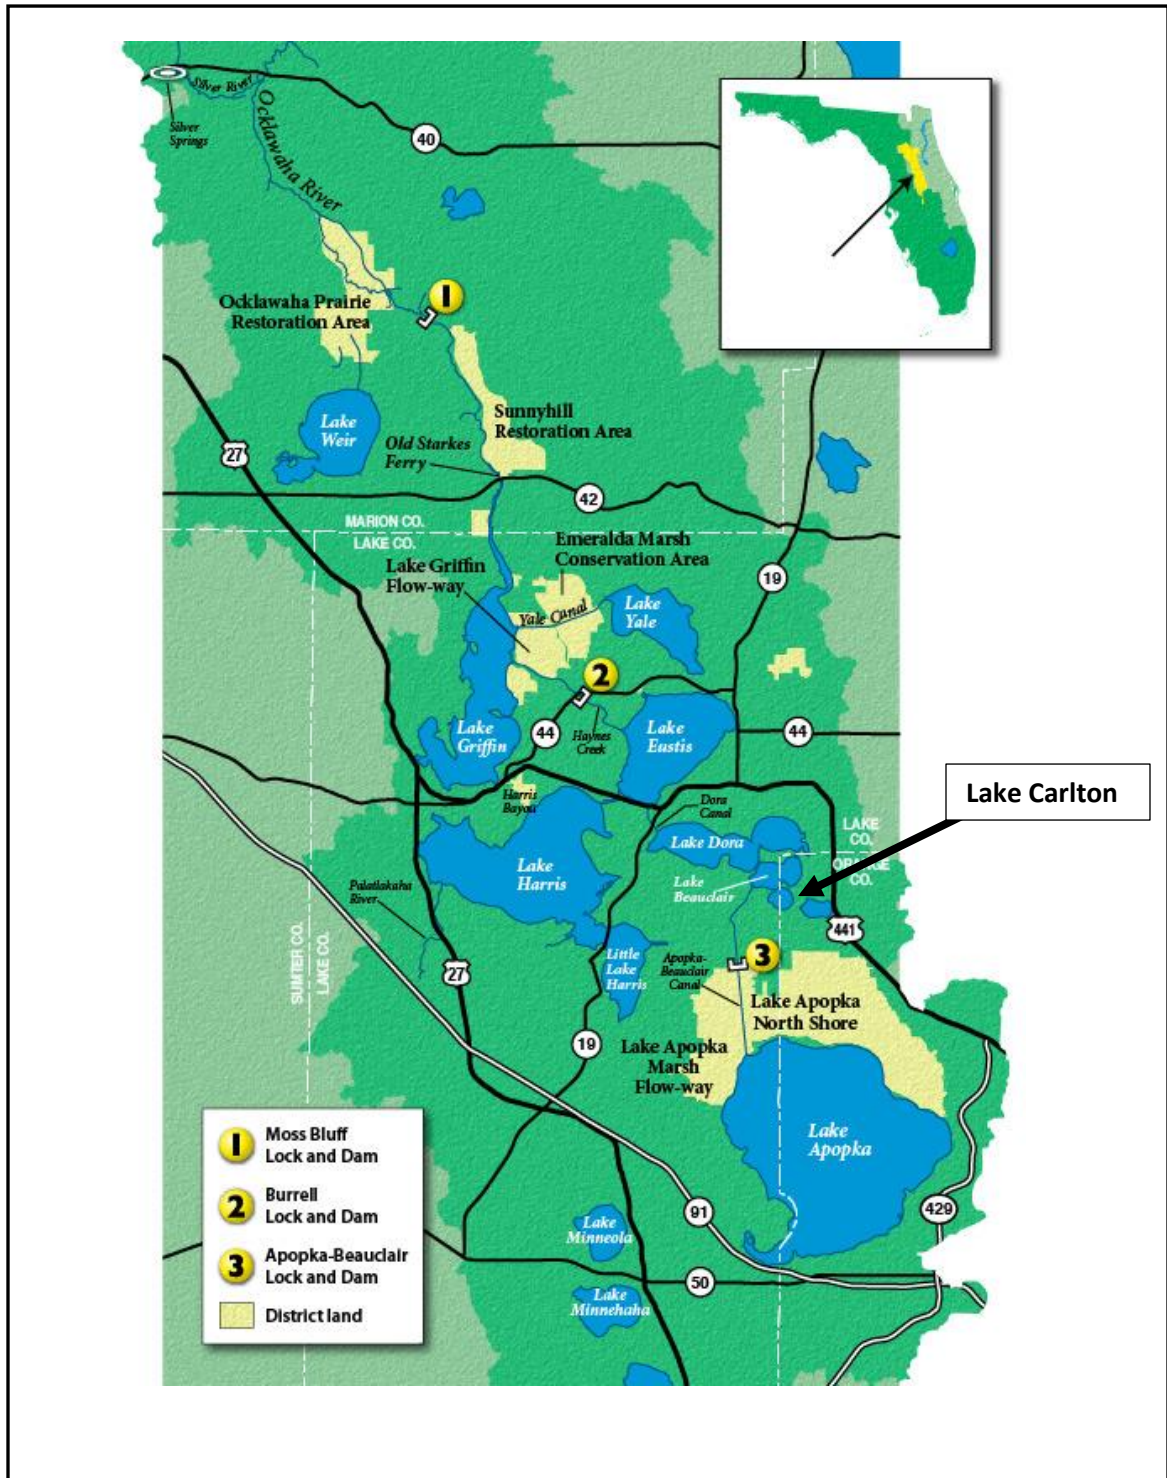 Silver River
Silver
Springs
Ocklawaha River
40
Ocklawaha Prairie
Restoration Area
1
Lake
Weir
27
Sunnyhill
Restoration Area
Old Starkes
Ferry
42
MARION CO.
LAKE CO.
Emeralda Marsh
Conservation Area
Lake Griffin
Flow-way
19
Yale Canal
Lake
Yale
2
Lake
Griffin
44
Haynes
Creek
Lake
Eustis
44
Harris
Bayou
Dora
Canal
Lake Carlton
Lake Dora
LAKE
CO.
ORANGE
CO.
Lake
Harris
Lake
Beauclair
Palatlakaha
River
441
SUMTER CO.
LAKE CO.
27
Little
Lake
Harris
Apopka-
Beauclair
Canal
3
Lake Apopka
North Shore
19
Lake Apopka
Marsh
Flow-way
Lake
Apopka
1
Moss Bluff
Lock and Dam
2
Burrell
Lock and Dam
3
Apopka-Beauclair
Lock and Dam
District land
Lake
Minneola
91
429
50
Lake
Minnehaha